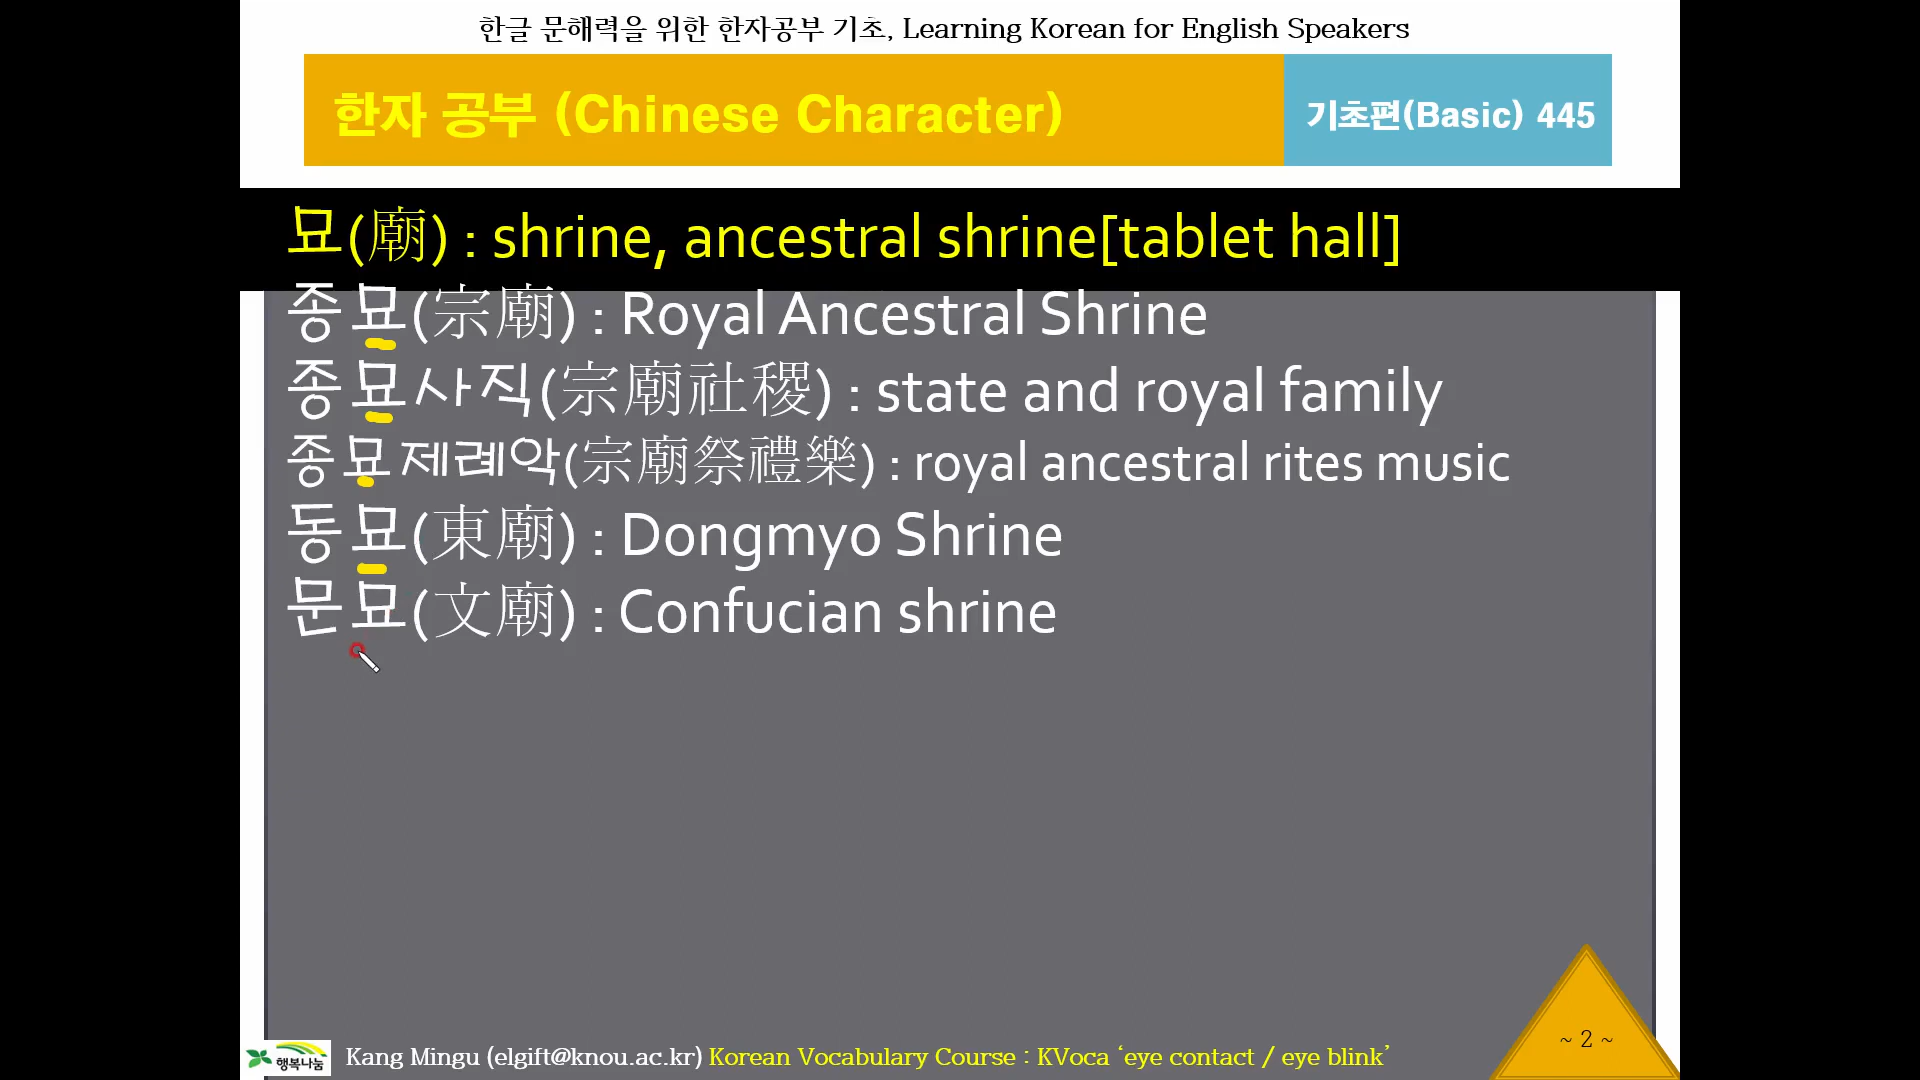 한글 문해력을 위한 한자공부 기초, Learning Korean for English Speakers
한자 공부 (Chinese Character)
기초편(Basic) 445
묘(廟) : shrine, ancestral shrine[tablet hall]
종묘(宗廟) : Royal Ancestral Shrine
종묘사직(宗廟社稷) : state and royal family
종묘제례악(宗廟祭禮樂) : royal ancestral rites music
동묘(東廟) : Dongmyo Shrine
문묘(文廟) : Confucian shrine
~ 2 ~
행복나눔
Kang Mingu (elgift@knou.ac.kr) Korean Vocabulary Course : KVoca ‘eye contact / eye blink’